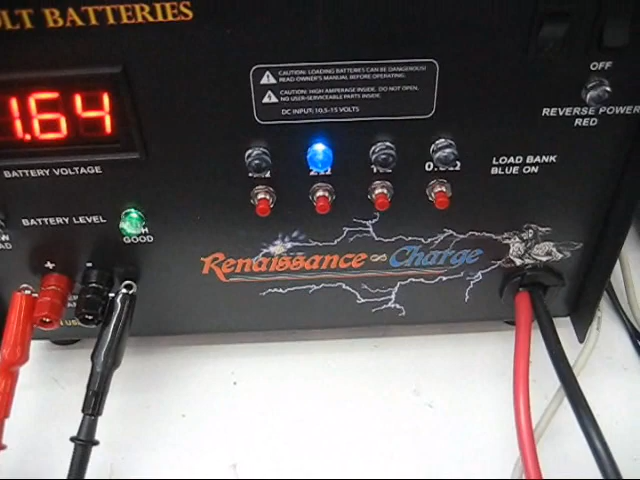 LT BATTERIES
1.64
BATTERY VOLTAGE
CAUTION: LOADING BATTERIES CAN BE DANGEROUS!
READ OWNER'S MANUAL BEFORE OPERATING.
CAUTION: HIGH AMPERAGE INSIDE. DO NOT OPEN,
NO USER-SERVICEABLE PARTS INSIDE.
DC INPUT: 10.5-15 VOLTS
OFF
REVERSE POWER
RED
LOAD BANK
BLUE ON
BATTERY LEVEL
GOOD
+
-
Renaissance Charge